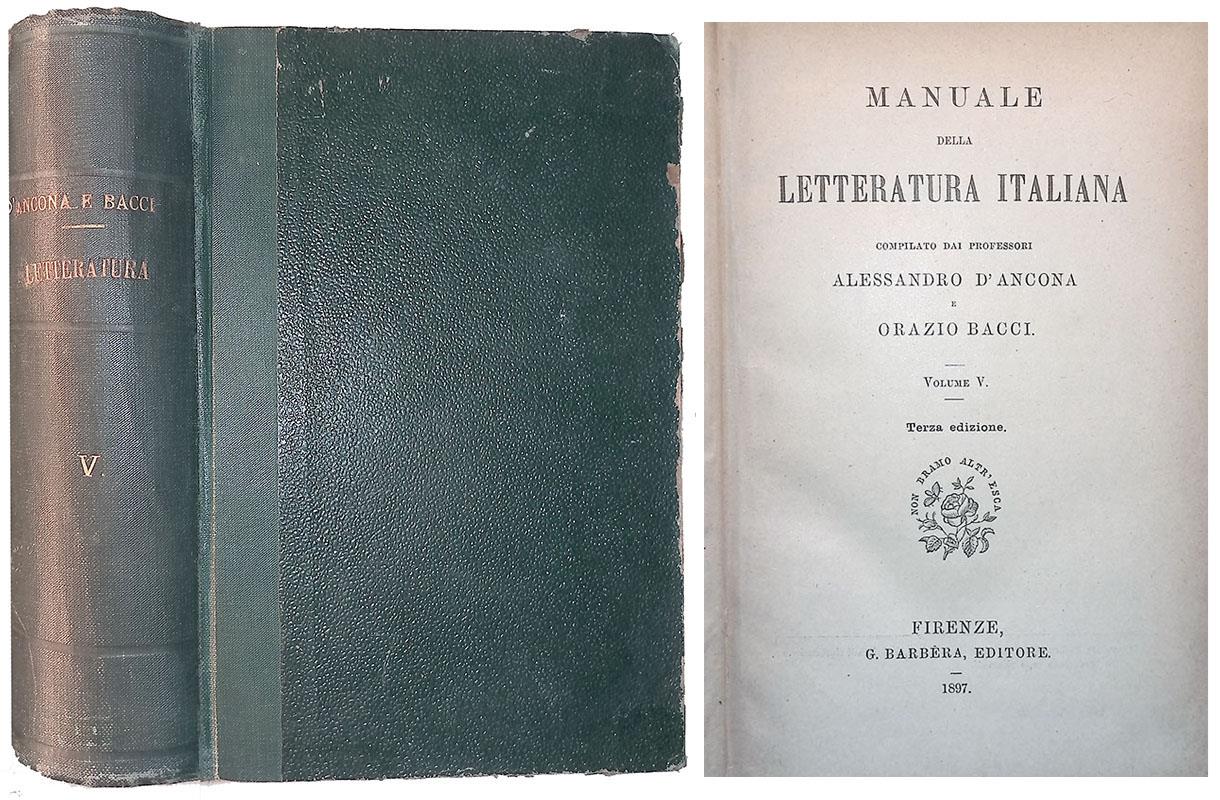 D'ANCONA E BACCI
LETTERATURA
V
MANUALE
DELLA
LETTERATURA ITALIANA
COMPILATO DAI PROFESSORI
ALESSANDRO D'ANCONA
E
ORAZIO BACCI.
VOLUME V.
Terza edizione.
NON BRAMO ALTR' ESCA
FIRENZE,
G. BARBÈRA, EDITORE.
1897.